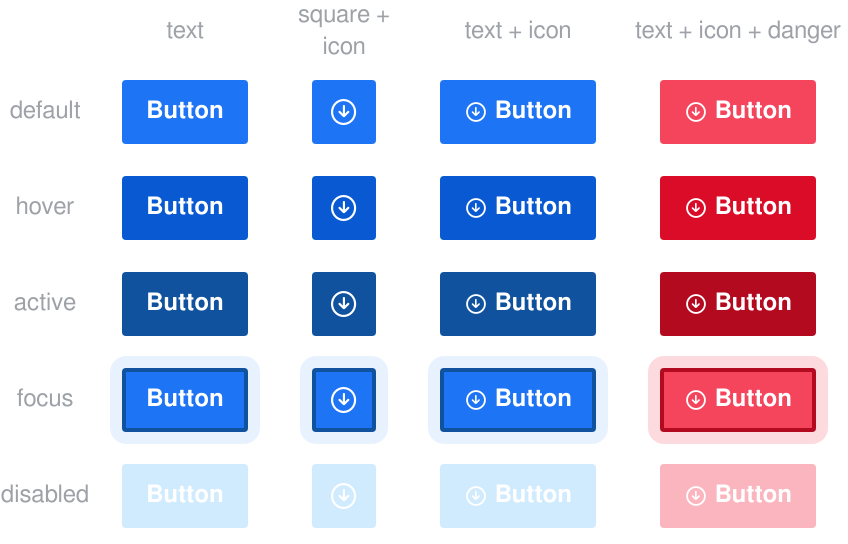 text
square +
icon
text + icon
text + icon + danger
default
Button
Button
Button
hover
Button
Button
Button
active
Button
Button
Button
focus
Button
Button
Button
disabled
Button
Button
Button